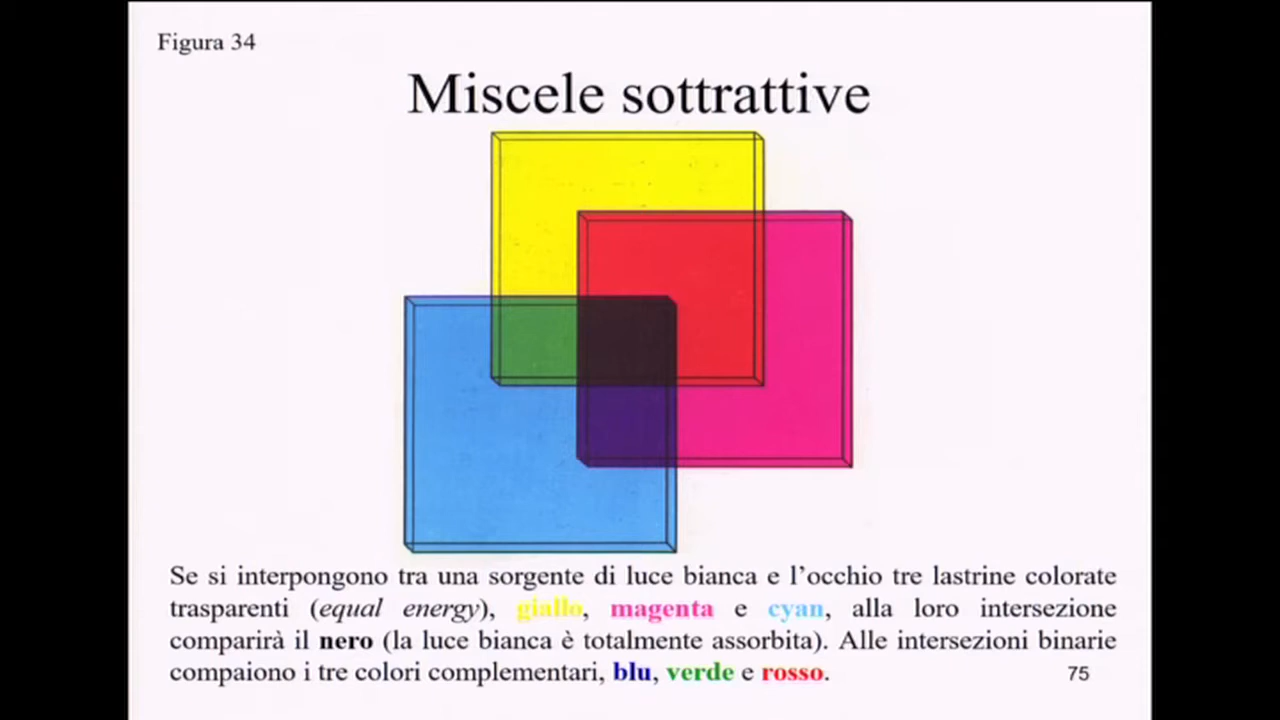 Figura 34
Miscele sottrattive
Se si interpongono tra una sorgente di luce bianca e l’occhio tre lastrine colorate
trasparenti (equal energy), giallo, magenta e cyan, alla loro intersezione
comparirà il nero (la luce bianca è totalmente assorbita). Alle intersezioni binarie
compaiono i tre colori complementari, blu, verde e rosso.
75